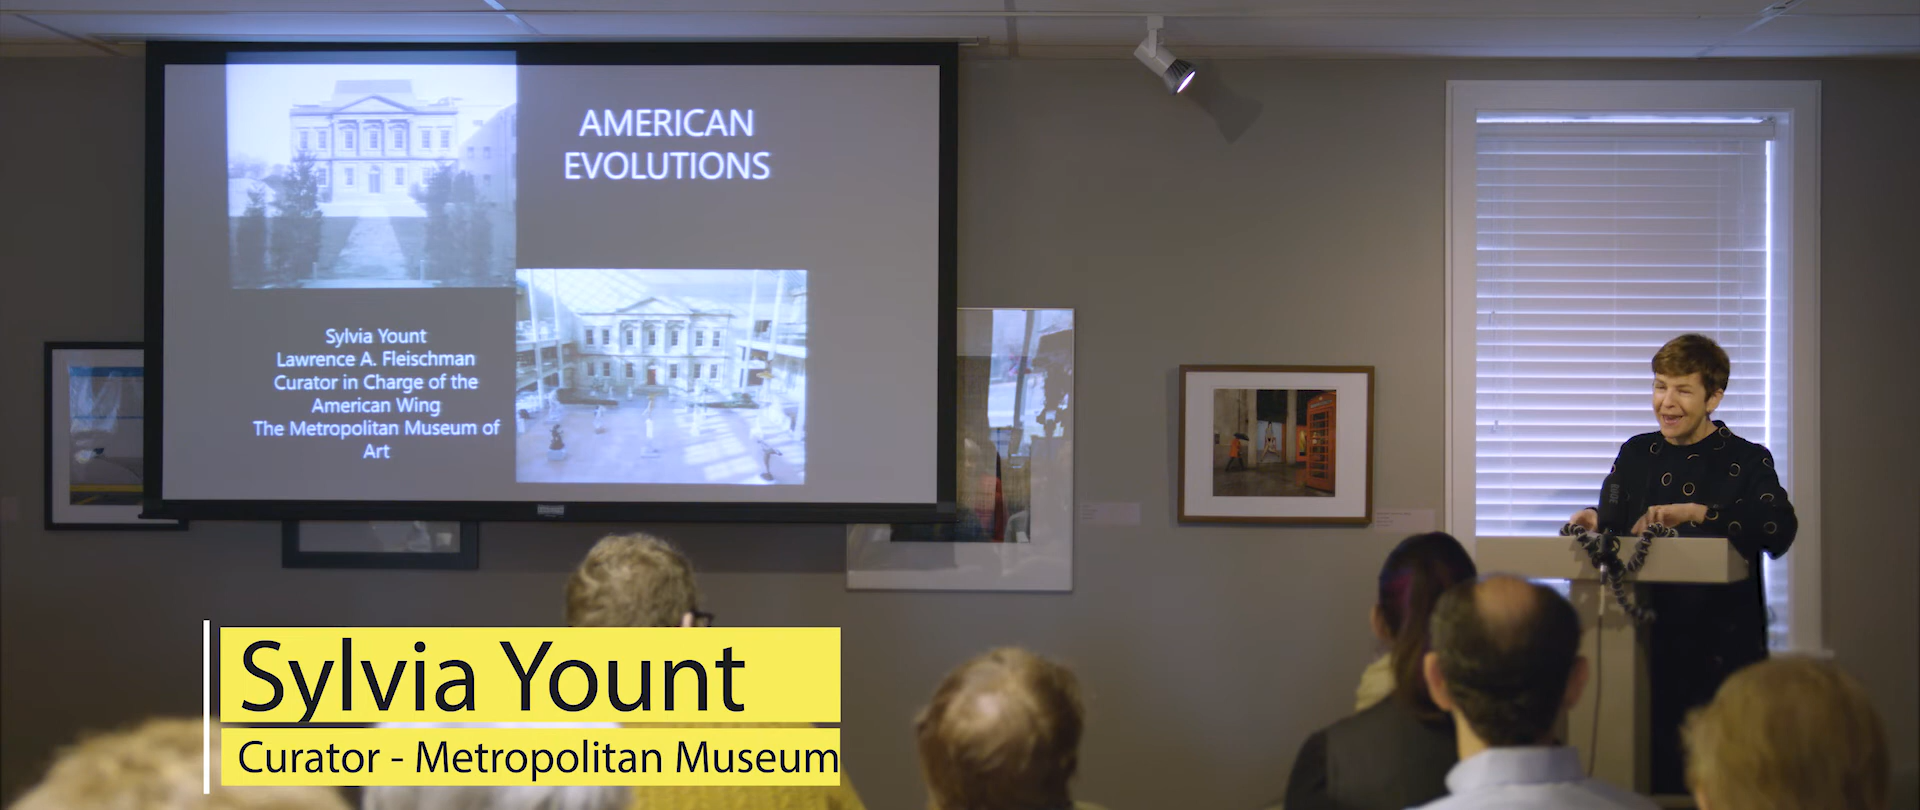 AMERICAN
EVOLUTIONS
Sylvia Yount
Lawrence A. Fleischman
Curator in Charge of the
American Wing
The Metropolitan Museum of
Art
RODE
Sylvia Yount
Curator - Metropolitan Museum